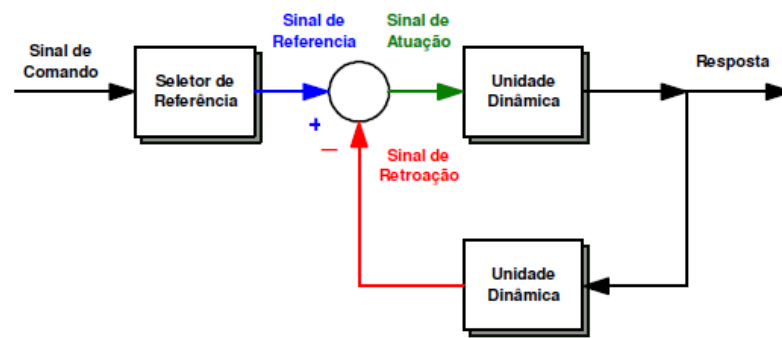 Sinal de
Comando
Seletor de
Referência
Sinal de
Referencia
+
−
Sinal de
Atuação
Unidade
Dinâmica
Resposta
Sinal de
Retroação
Unidade
Dinâmica